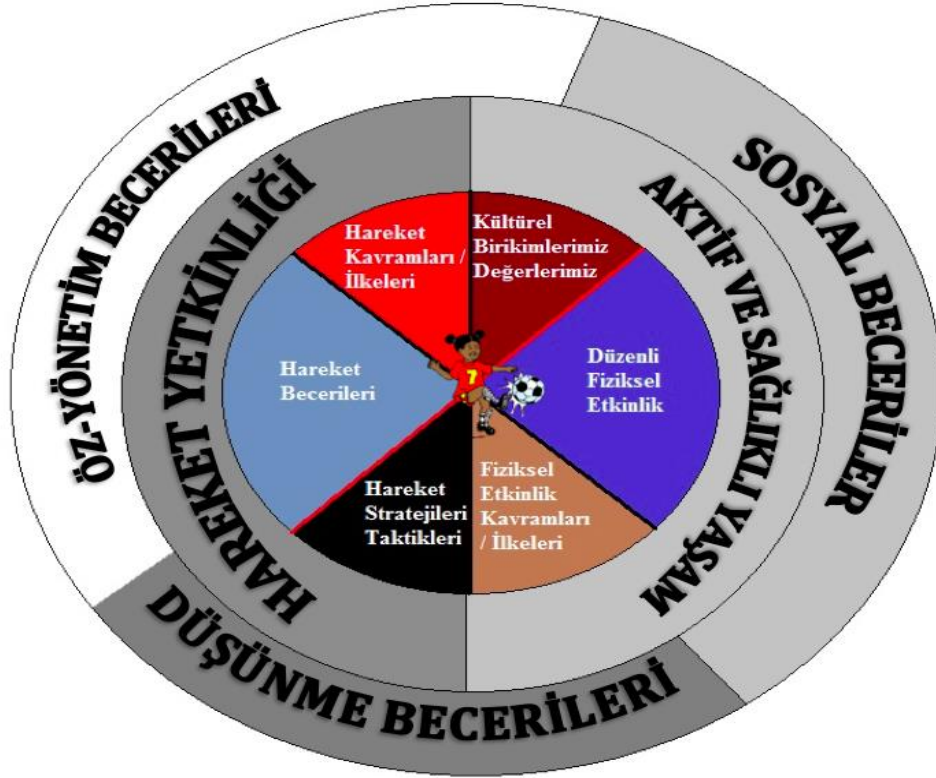 ÖZ-YÖNETİM BECERİLERİ
SOSYAL BECERİLER
DÜŞÜNME BECERİLERİ
HAREKET YETKİNLİĞİ
AKTİF VE SAĞLIKLI YAŞAM
Hareket
Kavramları /
İlkeleri
Kültürel
Birikimlerimiz
Değerlerimiz
Hareket
Becerileri
Düzenli
Fiziksel
Etkinlik
Hareket
Stratejileri
Taktikleri
Fiziksel
Etkinlik
Kavramları
/ İlkeleri
7